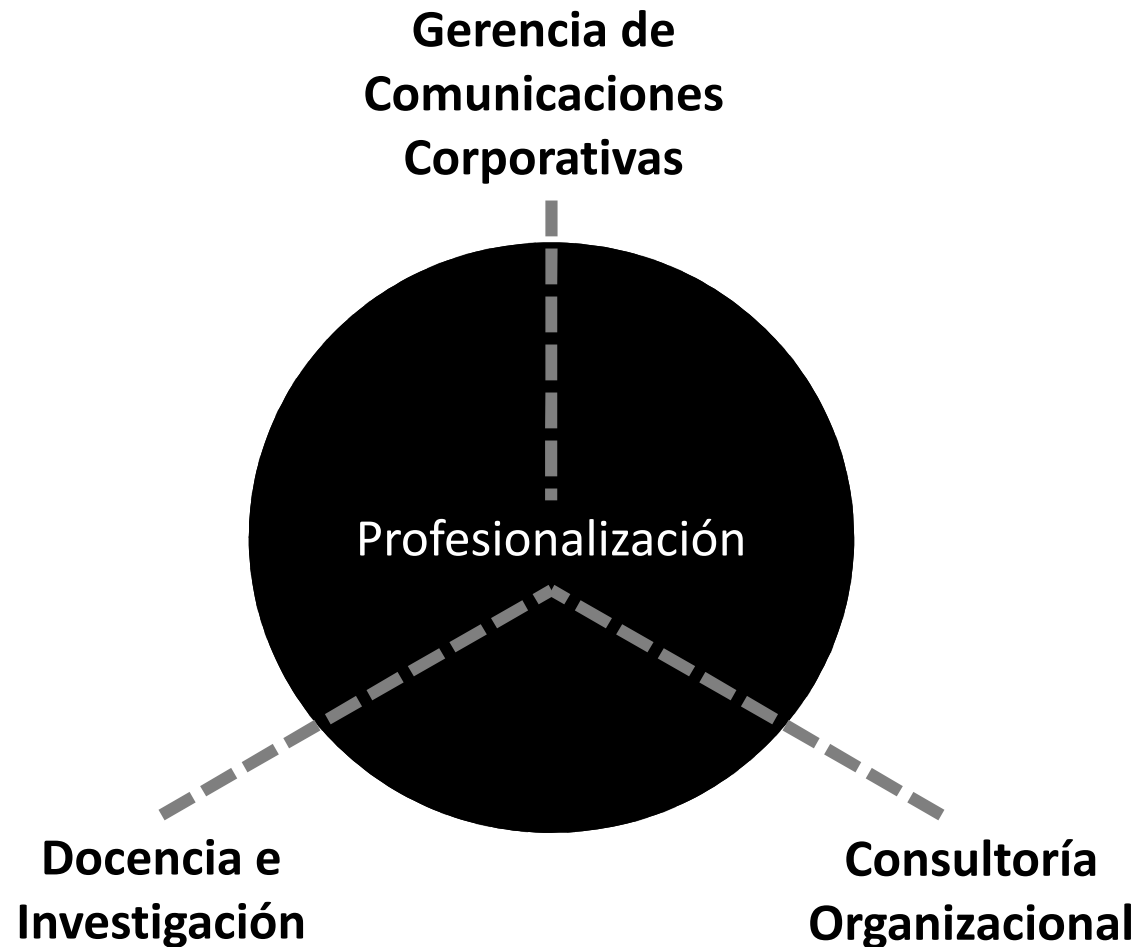 Gerencia de
Comunicaciones
Corporativas
Profesionalización
Docencia e
Investigación
Consultoría
Organizacional